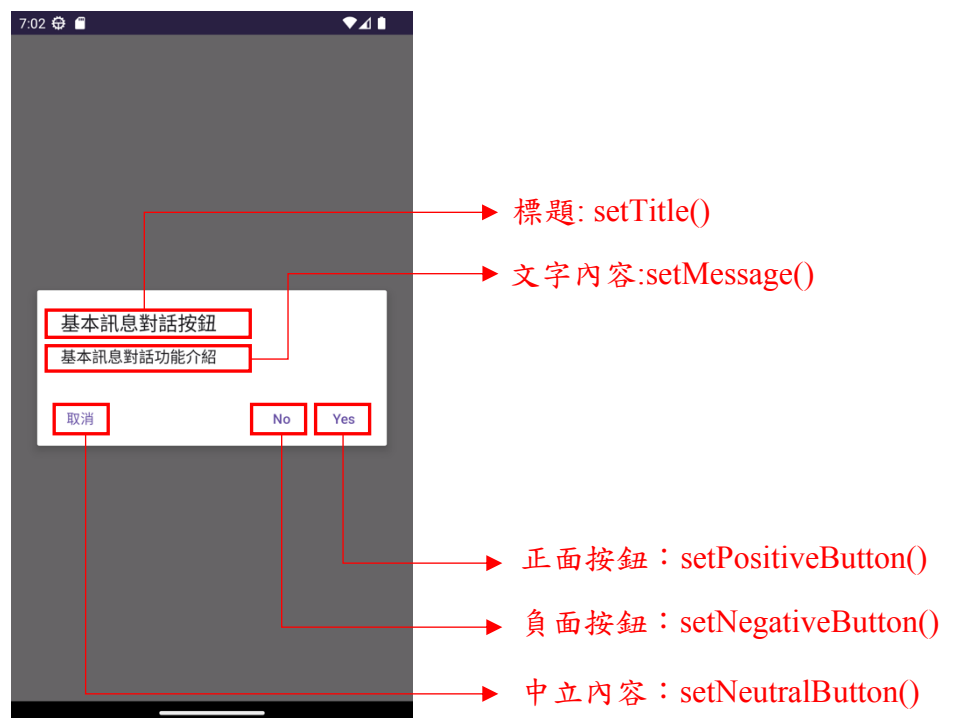 7:02
標題: setTitle()
文字內容:setMessage()
基本訊息對話按鈕
基本訊息對話功能介紹
取消
No
Yes
正面按鈕：setPositiveButton()
負面按鈕：setNegativeButton()
中立內容：setNeutralButton()